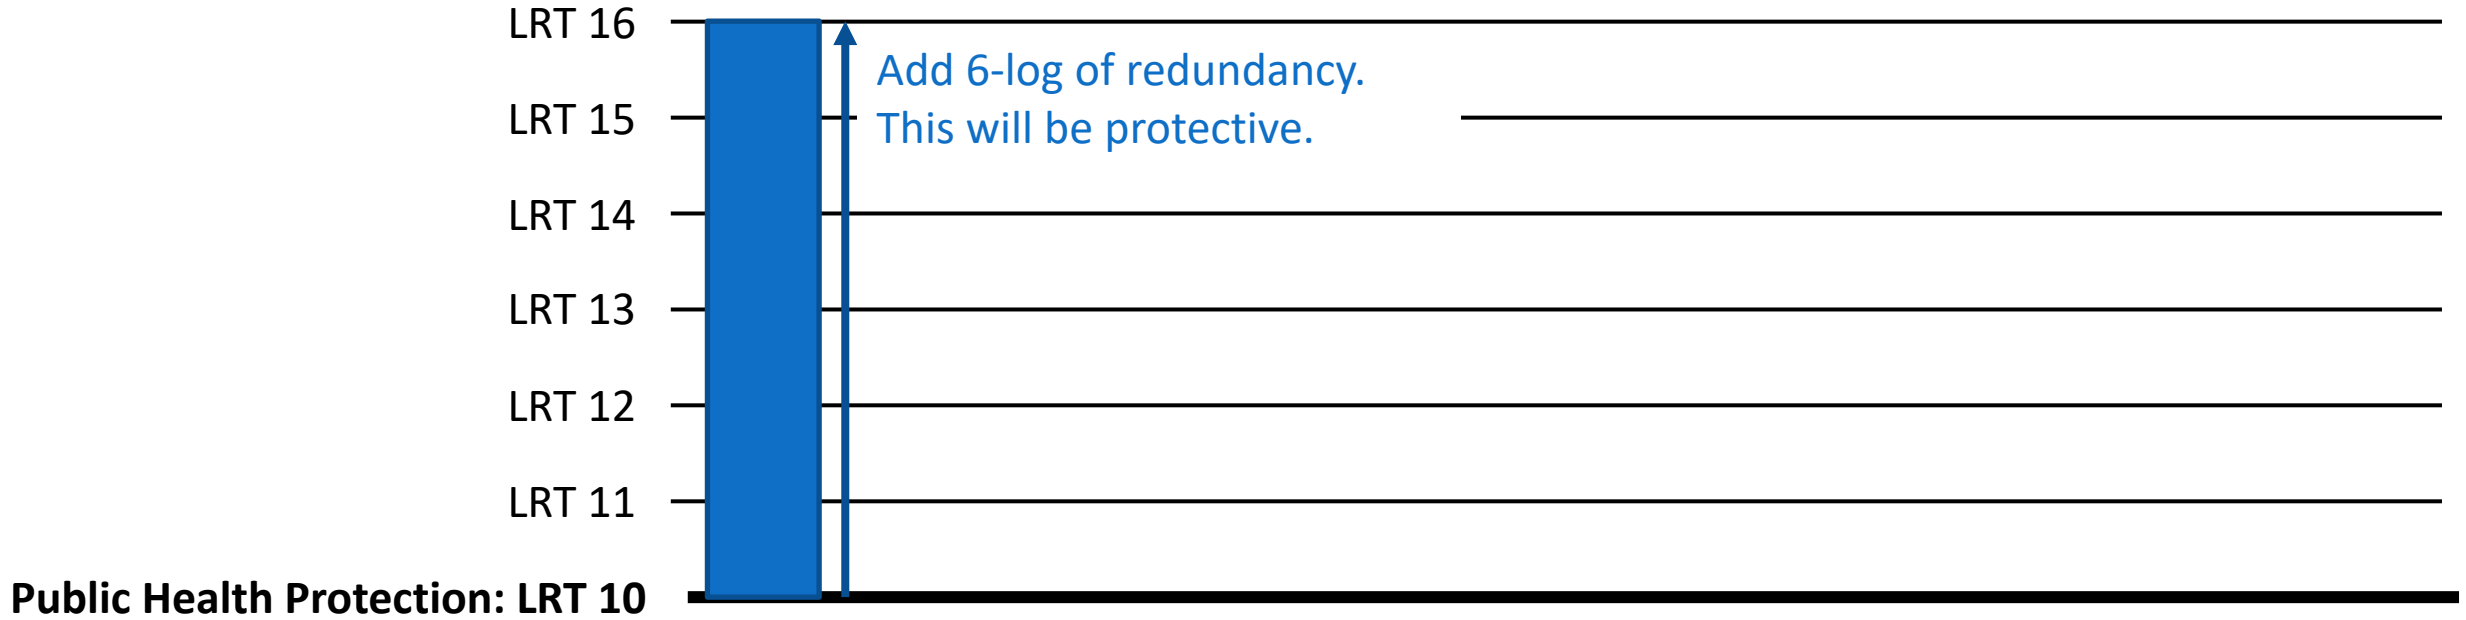 LRT 16
Add 6-log of redundancy.
LRT 15
This will be protective.
LRT 14
LRT 13
LRT 12
LRT 11
Public Health Protection: LRT 10